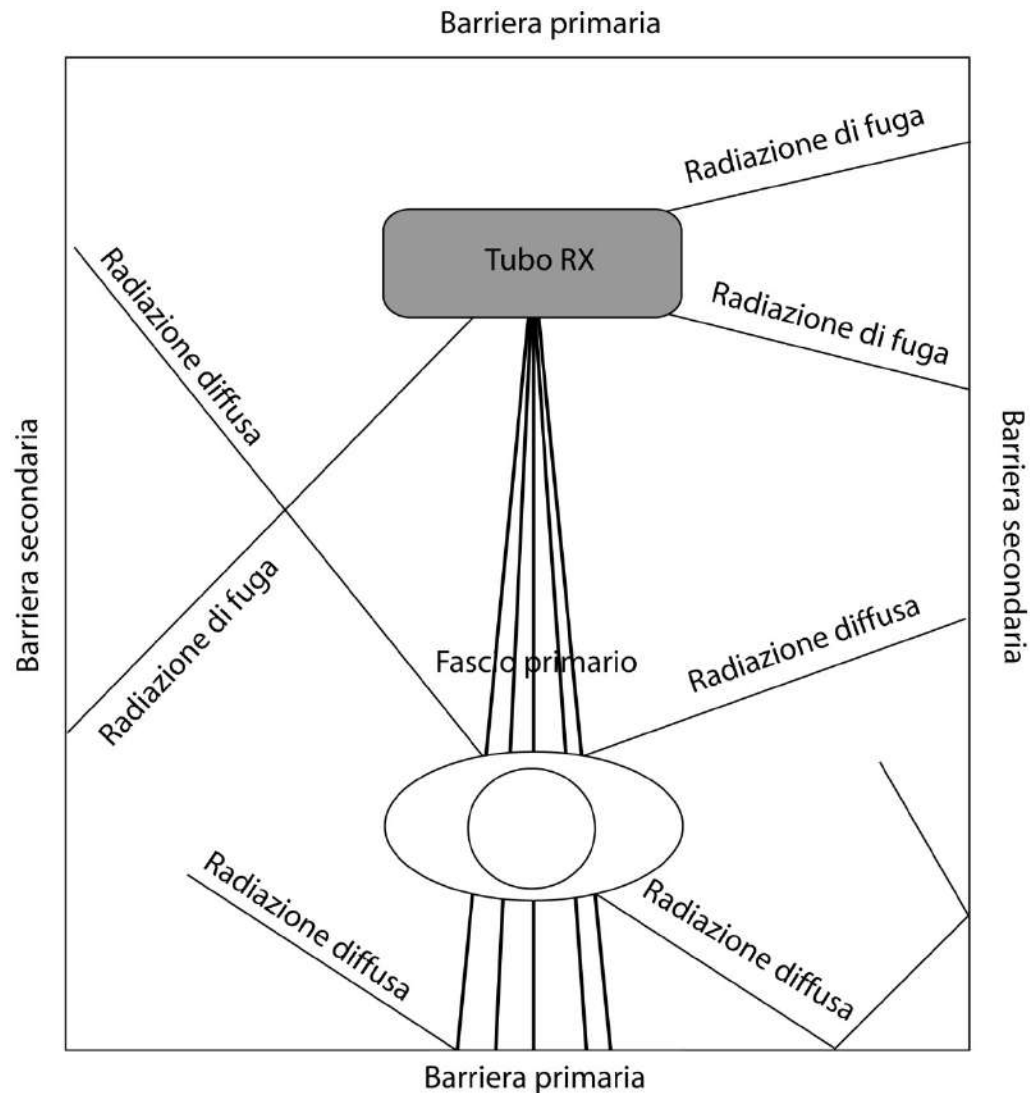 Barriera primaria
Radiazione di fuga
Tubo RX
Radiazione diffusa
Radiazione di fuga
Barriera secondaria
Barriera secondaria
Radiazione di fuga
Fascio primario
Radiazione diffusa
Radiazione diffusa
Radiazione diffusa
Barriera primaria